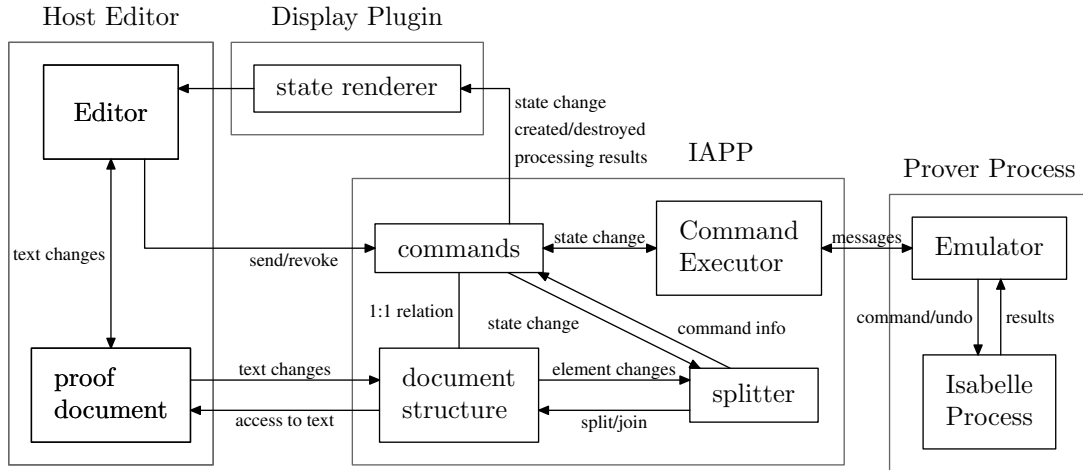 Host Editor
Display Plugin
Editor
state renderer
state change
created/destroyed
processing results
IAPP
Prover Process
text changes
send/revoke
commands
state change
Command
Executor
messages
Emulator
1:1 relation
state change
command info
command/undo
results
proof
document
text changes
access to text
document
structure
element changes
split/join
splitter
Isabelle
Process